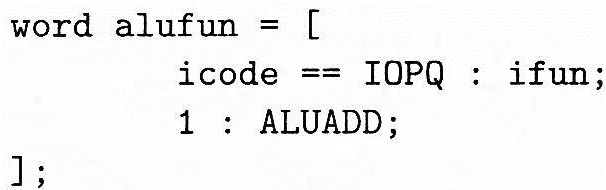 word alufun = [
        icode == IOPQ : ifun;
        1 : ALUADD;
];